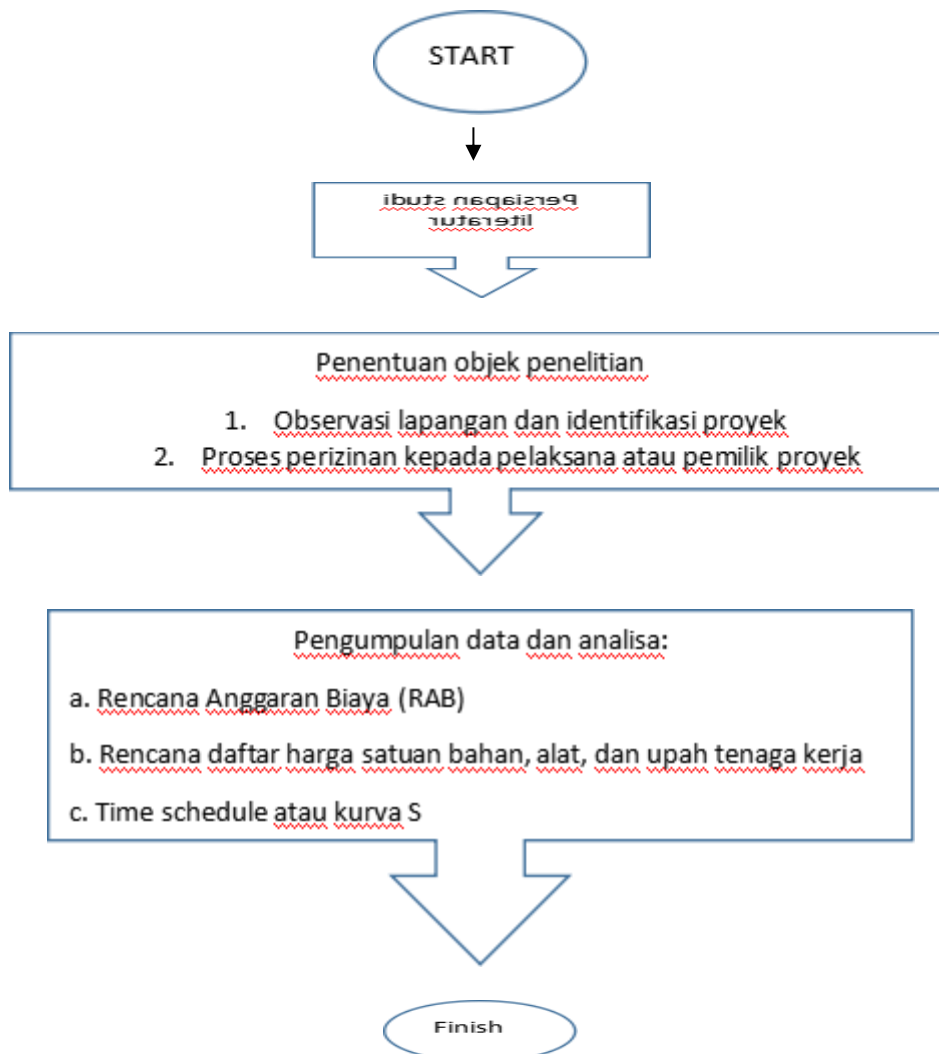 START
Persiapan studi
literatur
Penentuan objek penelitian
1. Observasi lapangan dan identifikasi proyek
2. Proses perizinan kepada pelaksana atau pemilik proyek
Pengumpulan data dan analisa:
a. Rencana Anggaran Biaya (RAB)
b. Rencana daftar harga satuan bahan, alat, dan upah tenaga kerja
c. Time schedule atau kurva S
Finish